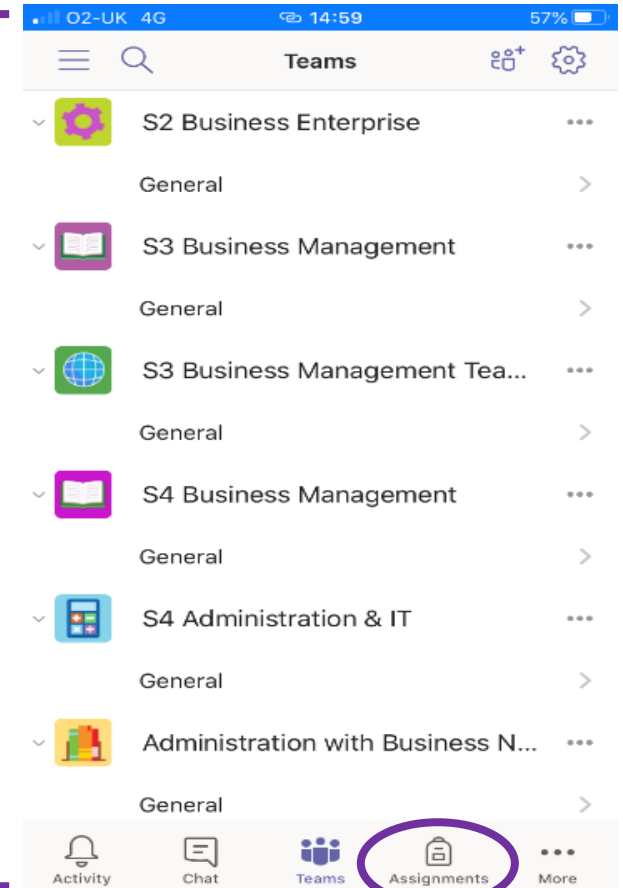 O2-UK 4G 14:59 57%
Teams
S2 Business Enterprise
General
S3 Business Management
General
S3 Business Management Tea...
General
S4 Business Management
General
S4 Administration & IT
General
Administration with Business N...
General
Activity Chat Teams Assignments More